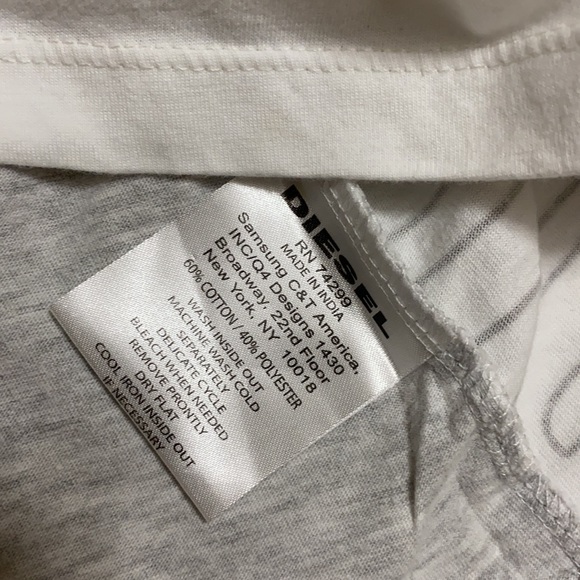 DIESEL
RN 74299
MADE IN INDIA
Samsung C&T America,
INC/Q4 Designs 1430
Broadway, 22nd Floor
New York, NY 10018
60% COTTON / 40% POLYESTER
WASH INSIDE OUT
MACHINE WASH COLD
SEPARATELY
DELICATE CYCLE
BLEACH WHEN NEEDED
REMOVE PRONTLY
DRY FLAT
COOL IRON INSIDE OUT
IF NECESSARY